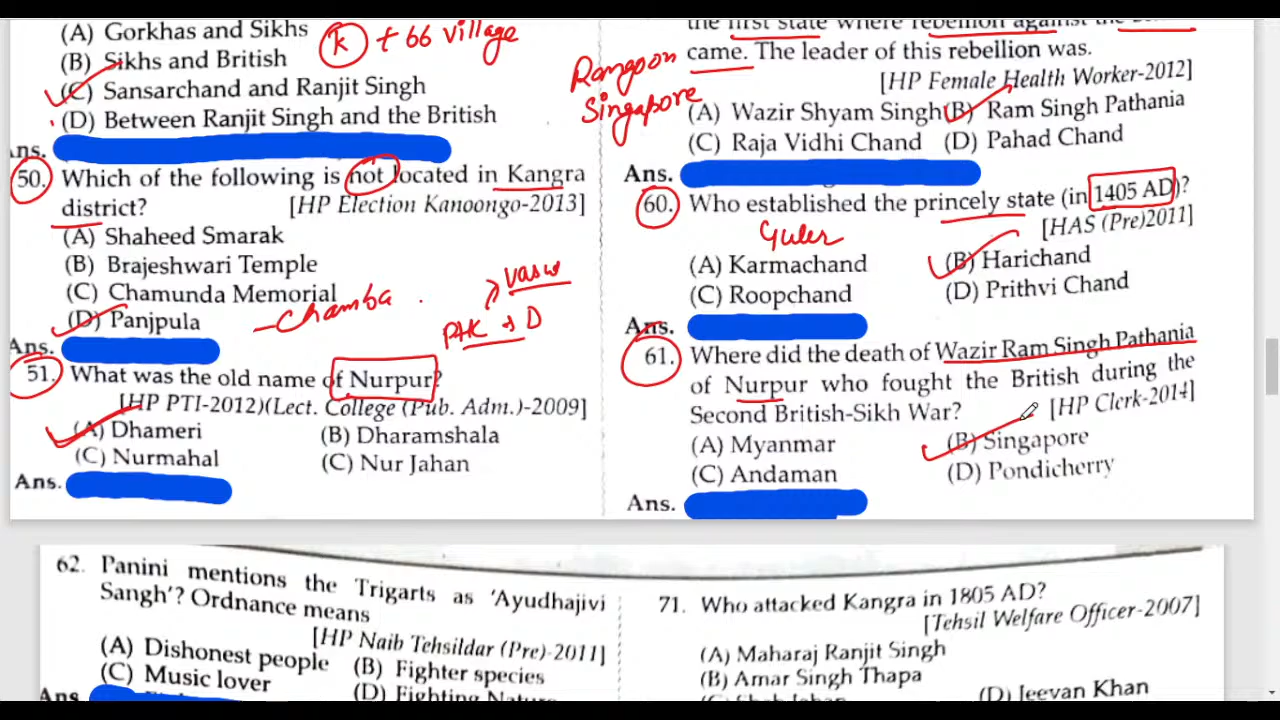 (A) Gorkhas and Sikhs
(B) Sikhs and British
(C) Sansarchand and Ranjit Singh
(D) Between Ranjit Singh and the British
Ans.
K + 66 village
50. Which of the following is not located in Kangra
district?
[HP Election Kanoongo-2013]
(A) Shaheed Smarak
(B) Brajeshwari Temple
(C) Chamunda Memorial
(D) Panjpula
- Chamba
Ans.
51. What was the old name of Nurpur?
[HP PTI-2012)(Lect. College (Pub. Adm.)-2009]
(A) Dhameri
(B) Dharamshala
(C) Nurmahal
(C) Nur Jahan
Ans.
Rangoon
Singapore
the first state where rebellion against the
came. The leader of this rebellion was.
[HP Female Health Worker-2012]
(A) Wazir Shyam Singh
(B) Ram Singh Pathania
(C) Raja Vidhi Chand
(D) Pahad Chand
Ans.
60. Who established the princely state (in 1405 AD)?
Guler
[HAS (Pre)2011]
(A) Karmachand
(B) Harichand
(C) Roopchand
(D) Prithvi Chand
Ans.
61. Where did the death of Wazir Ram Singh Pathania
of Nurpur who fought the British during the
Second British-Sikh War?
[HP Clerk-2014]
(A) Myanmar
(B) Singapore
(C) Andaman
(D) Pondicherry
Ans.
62. Panini mentions the Trigarts as 'Ayudhajivi
Sangh'? Ordnance means
[HP Naib Tehsildar (Pre)-2011]
(A) Dishonest people
(B) Fighter species
(C) Music lover
(D) Fighting
Ans
71. Who attacked Kangra in 1805 AD?
[Tehsil Welfare Officer-2007]
(A) Maharaj Ranjit Singh
(B) Amar Singh Thapa
(D) Jeevan Khan